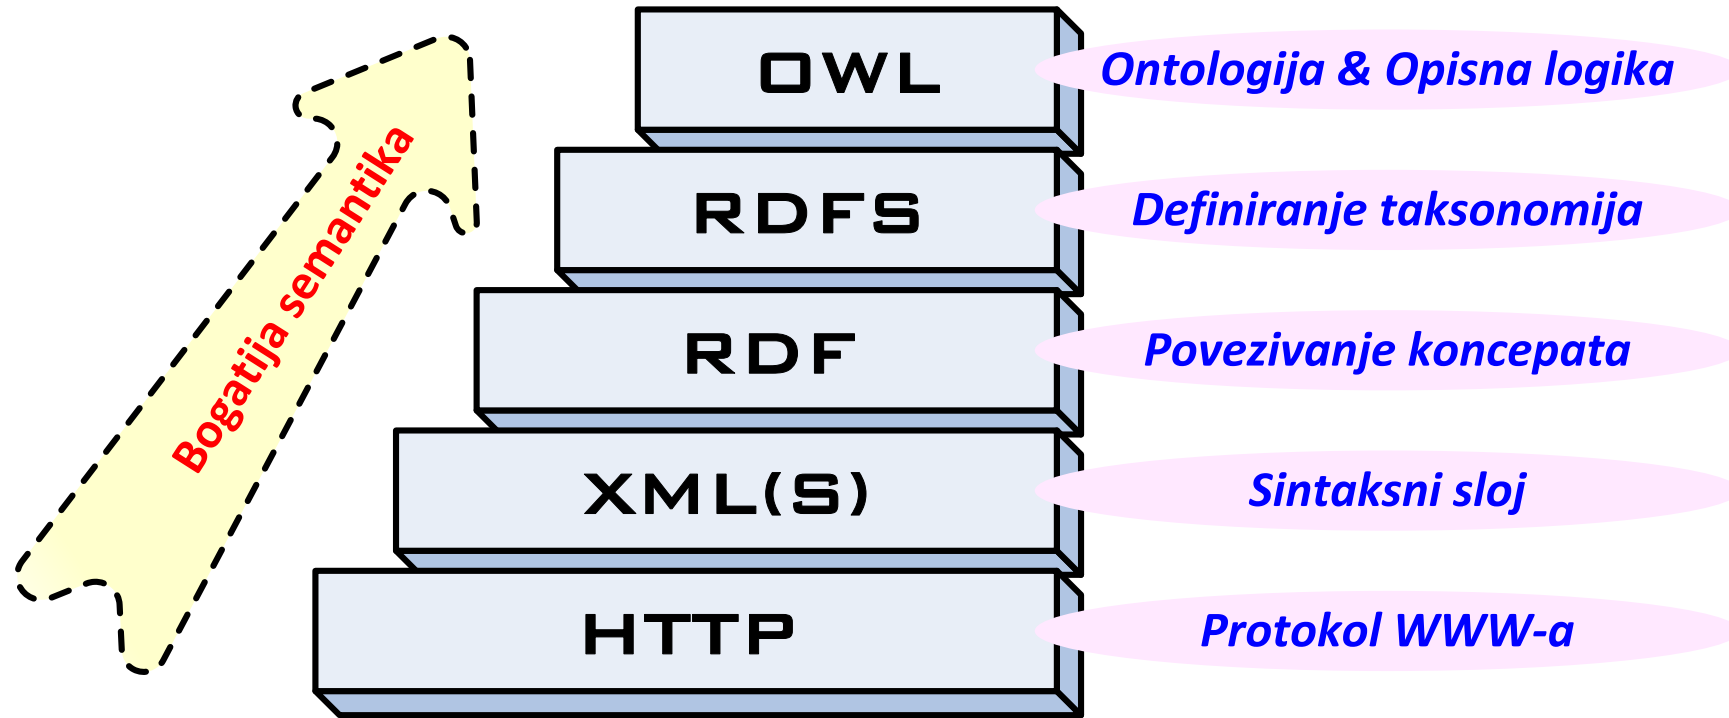 OWL
Ontologija & Opisna logika
RDFS
Definiranje taksonomija
Bogatija semantika
RDF
Povezivanje koncepata
XML(S)
Sintaksni sloj
HTTP
Protokol WWW-a